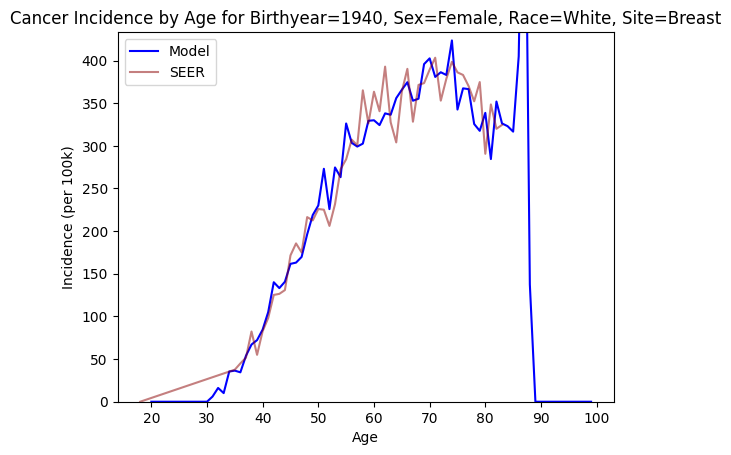 Cancer Incidence by Age for Birthyear=1940, Sex=Female, Race=White, Site=Breast
Model
SEER
Incidence (per 100k)
400
350
300
250
200
150
100
50
0
20 30 40 50 60 70 80 90 100
Age